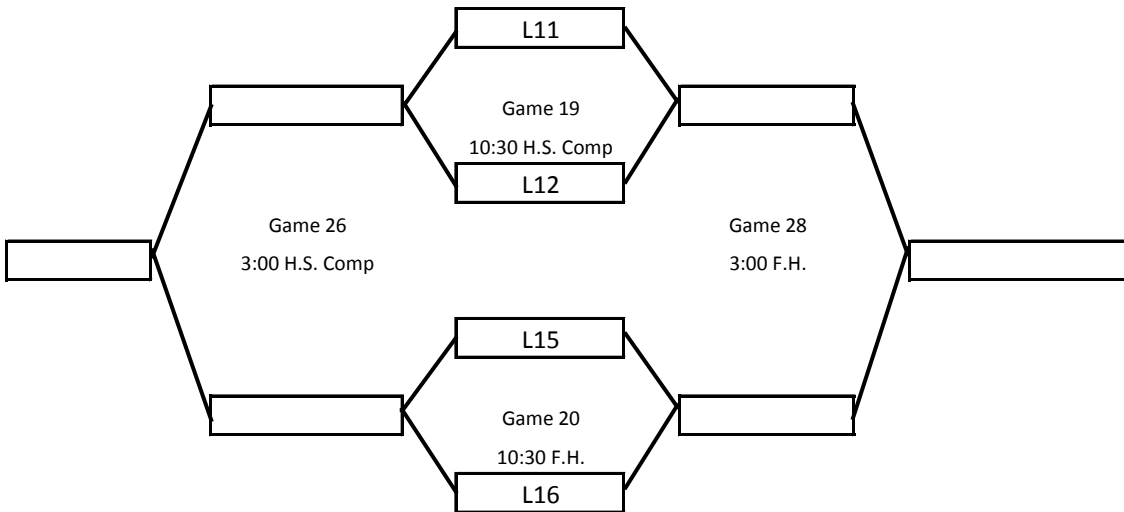 L11
Game 19
10:30 H.S. Comp
L12
Game 26
3:00 H.S. Comp
Game 28
3:00 F.H.
L15
Game 20
10:30 F.H.
L16